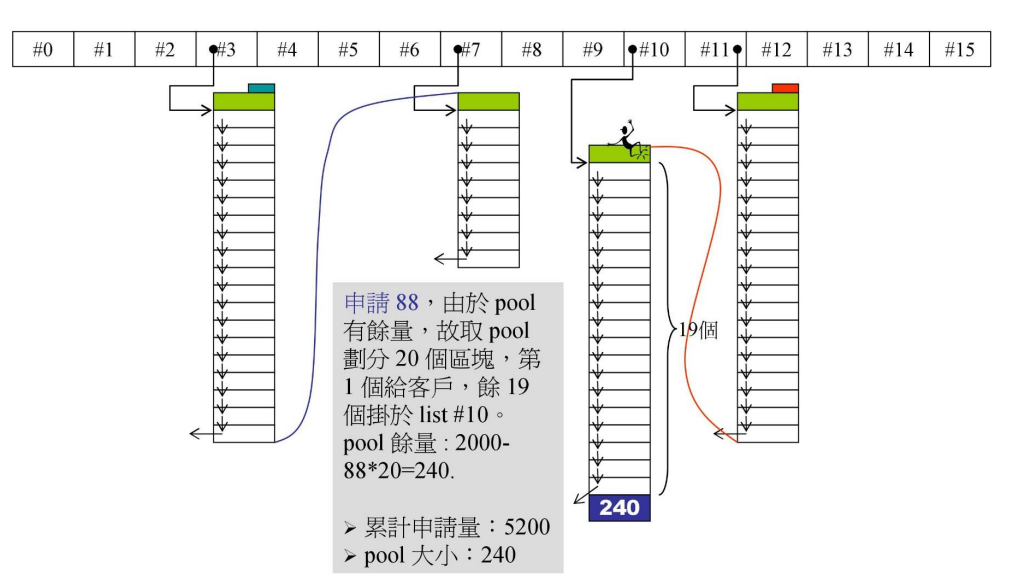 #0 #1 #2 #3 #4 #5 #6 #7 #8 #9 #10 #11 #12 #13 #14 #15
申請 88，由於 pool
有餘量，故取 pool
劃分 20 個區塊，第
1 個給客戶，餘 19
個掛於 list #10。
pool 餘量 : 2000-
88*20=240.
➢ 累計申請量：5200
➢ pool 大小：240
19個
240